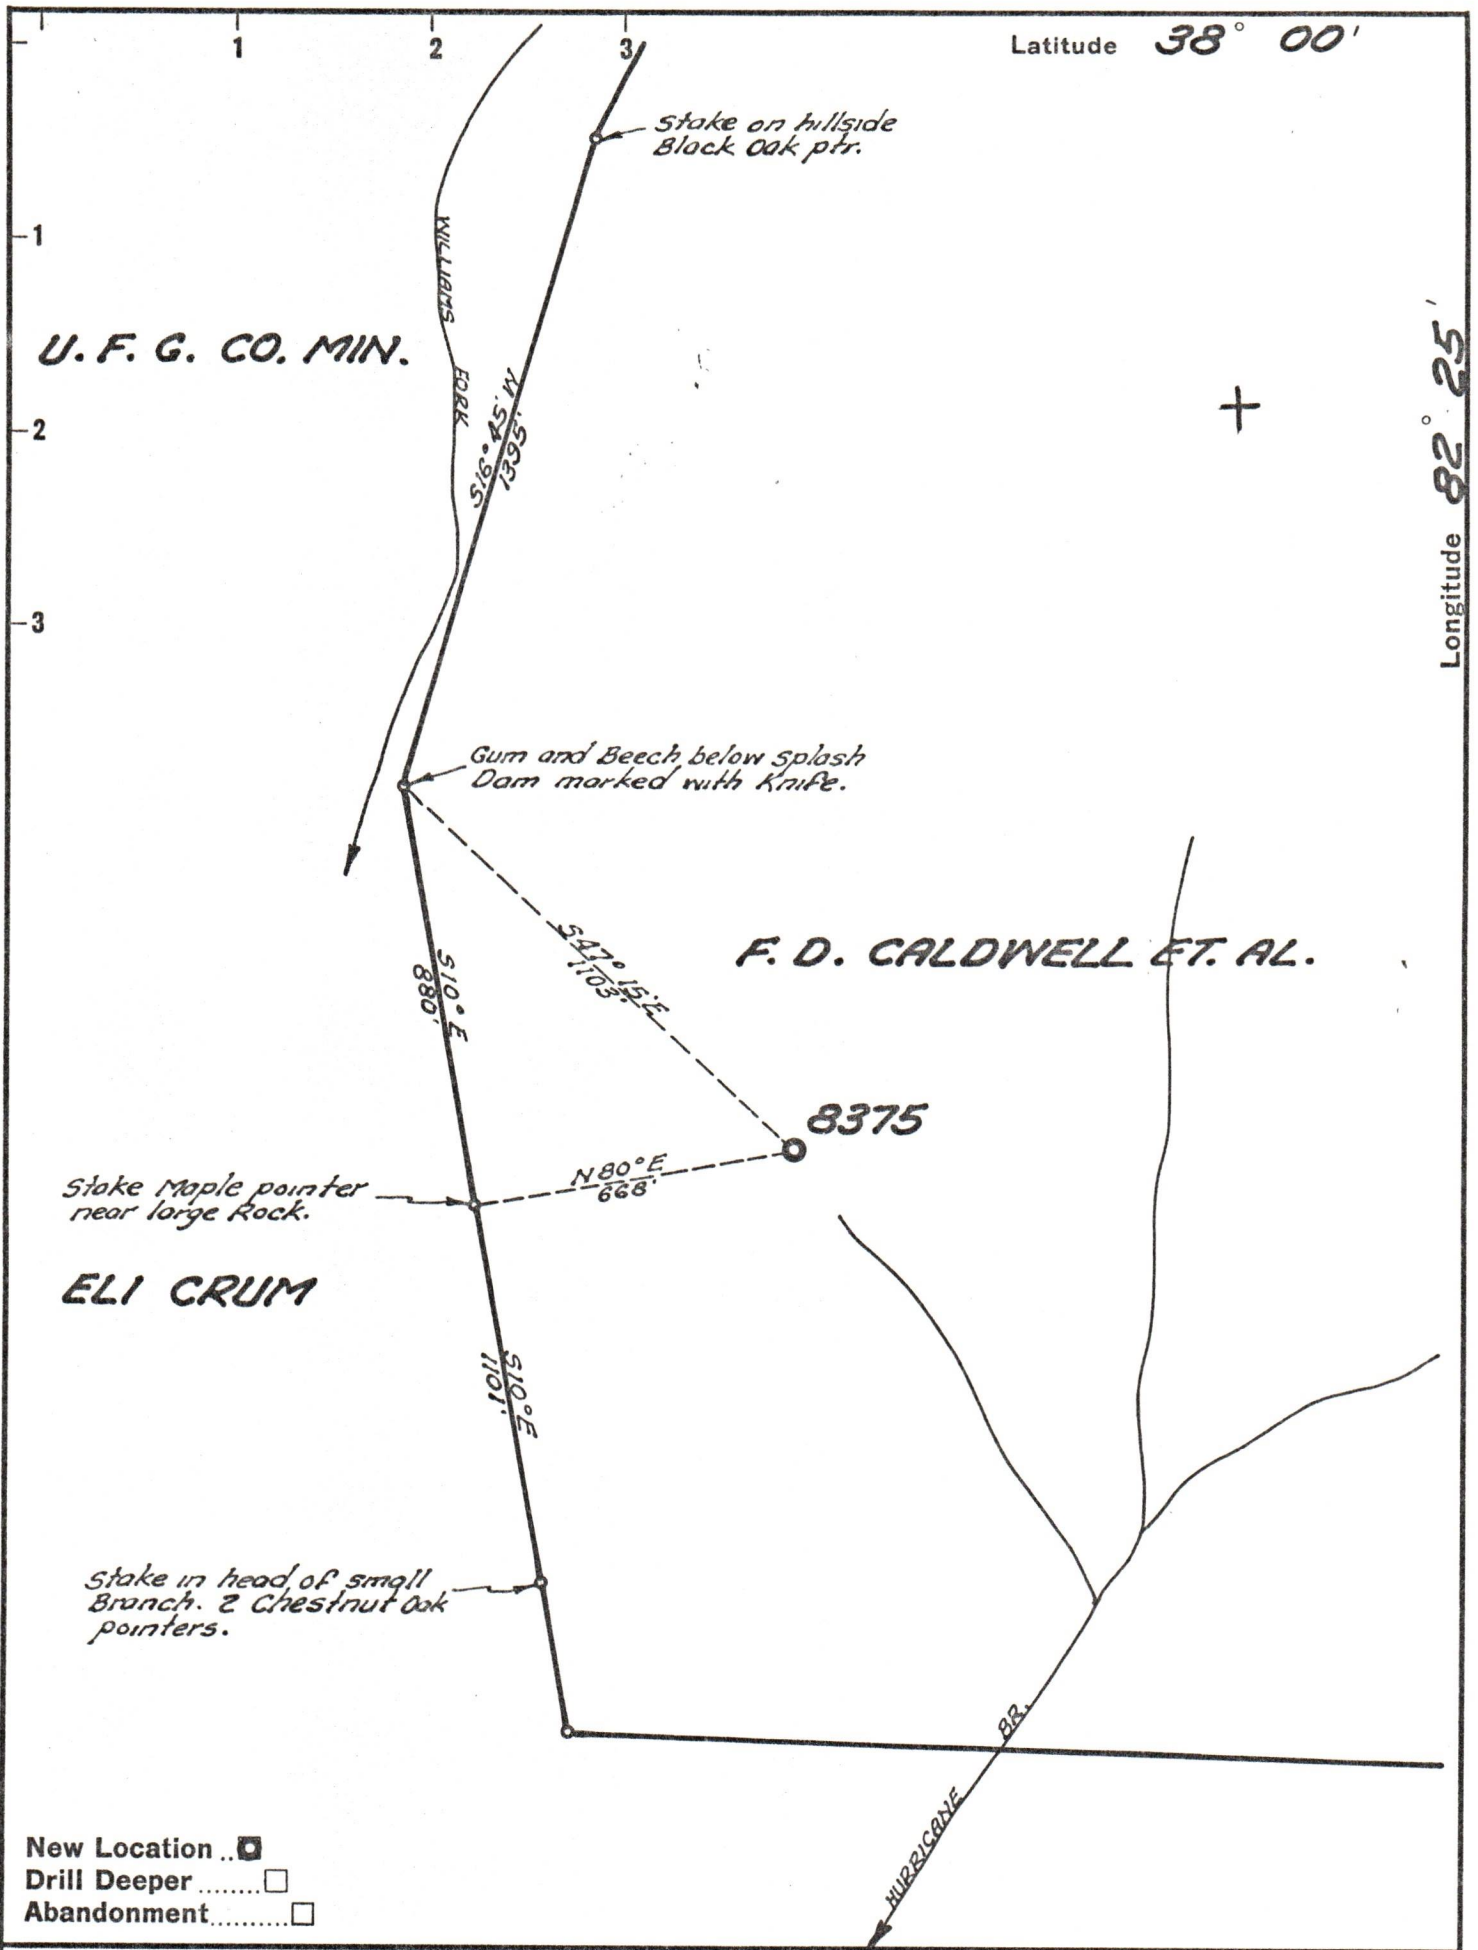 1 2 3
Latitude 38° 00'
Stake on hillside
Black Oak ptr.
1
WILLIAMS FORK
U. F. G. CO. MIN.
S16° 45' W
1395'
Longitude 82° 25'
2
3
Gum and Beech below Splash
Dam marked with Knife.
S47° 15' E
1103'
F. D. CALDWELL ET. AL.
S10° E
880'
8375
N80° E
668'
Stake Maple pointer
near large Rock.
ELI CRUM
S10° E
1101'
Stake in head of small
Branch. 2 Chestnut Oak
pointers.
HURRICANE BR.
New Location ..
Drill Deeper ........
Abandonment ..........